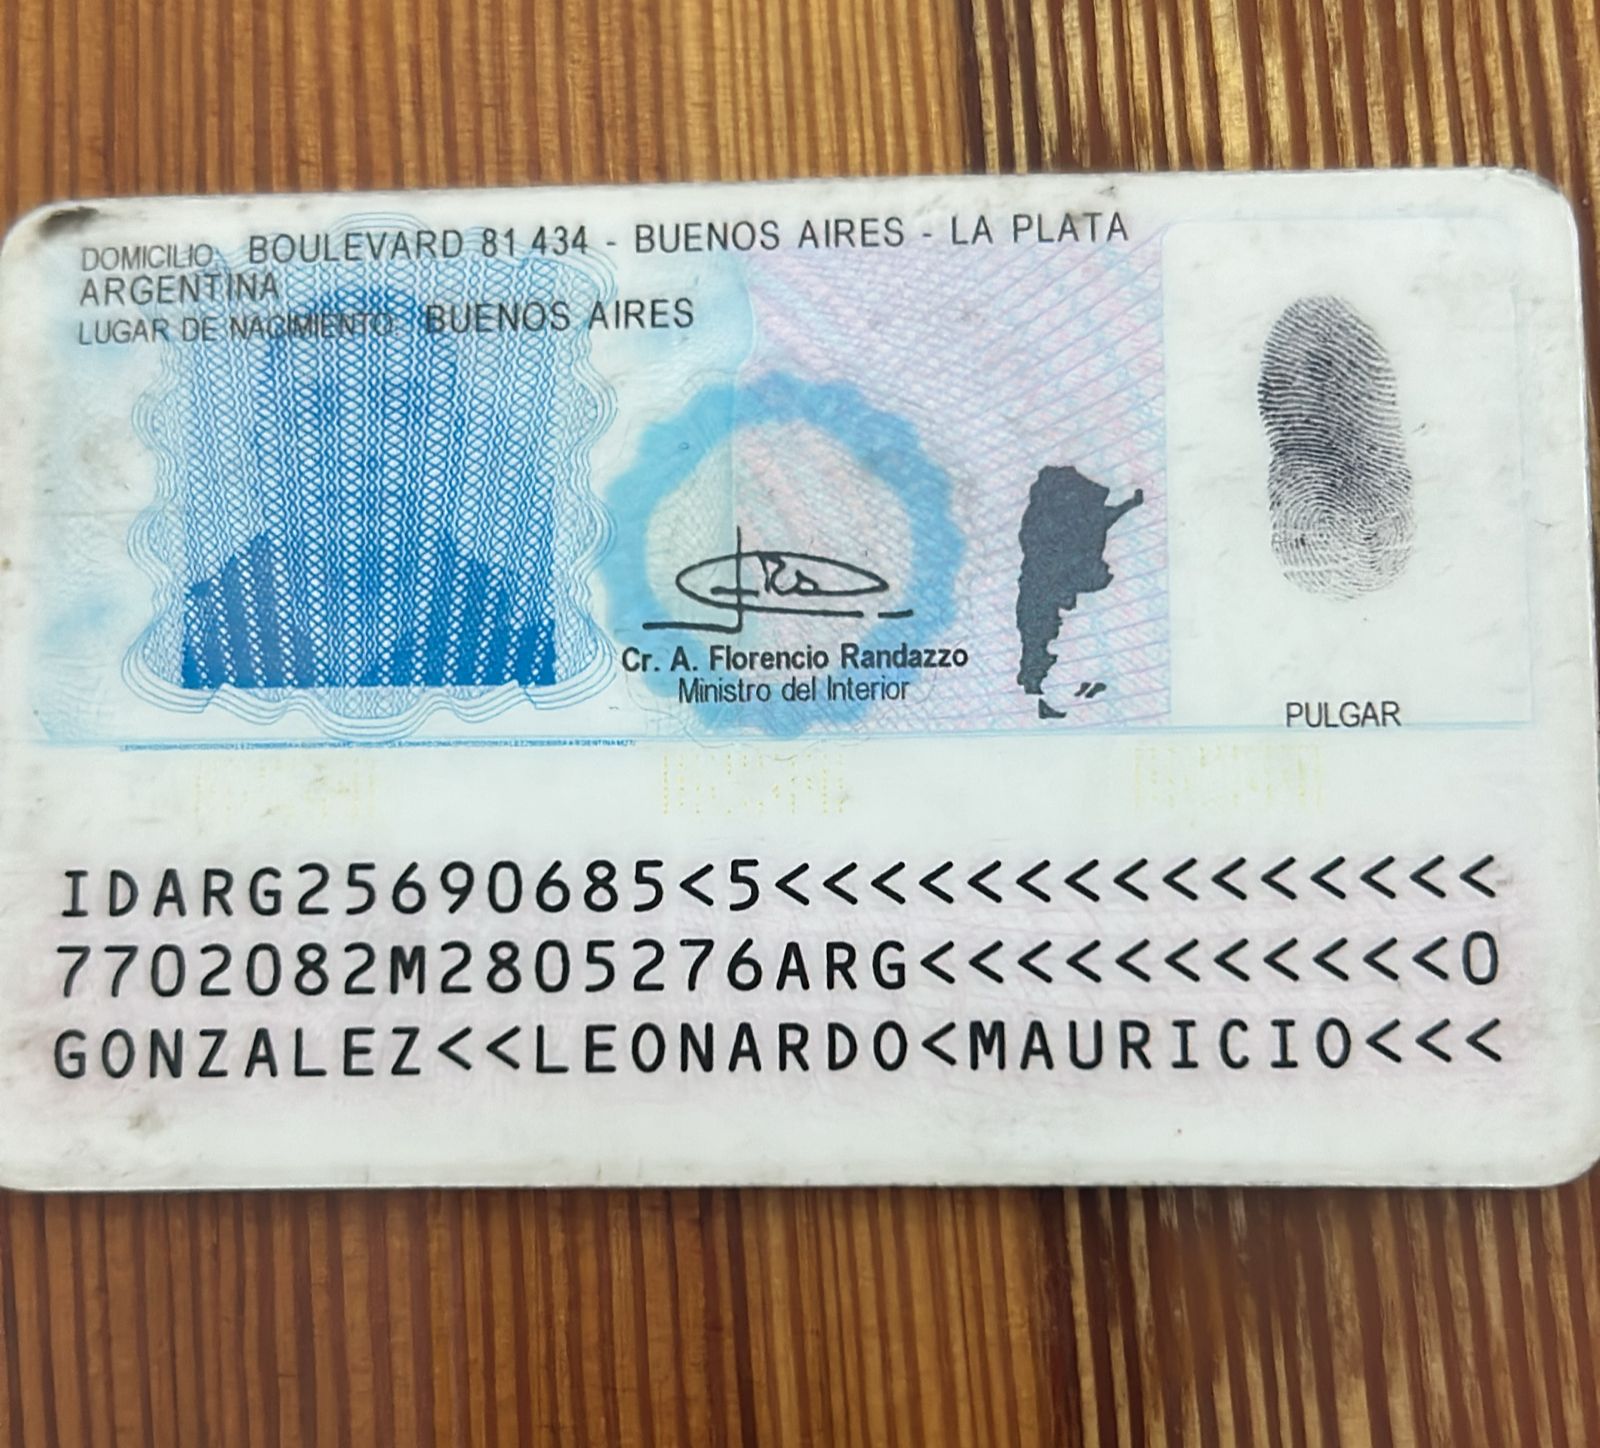 DOMICILIO: BOULEVARD 81 434 - BUENOS AIRES - LA PLATA
ARGENTINA
LUGAR DE NACIMIENTO: BUENOS AIRES
Cr. A. Florencio Randazzo
Ministro del Interior
PULGAR
IDARG25690685<5<<<<<<<<<<<<<<<
7702082M2805276ARG<<<<<<<<<<<0
GONZALEZ<<LEONARDO<MAURICIO<<<